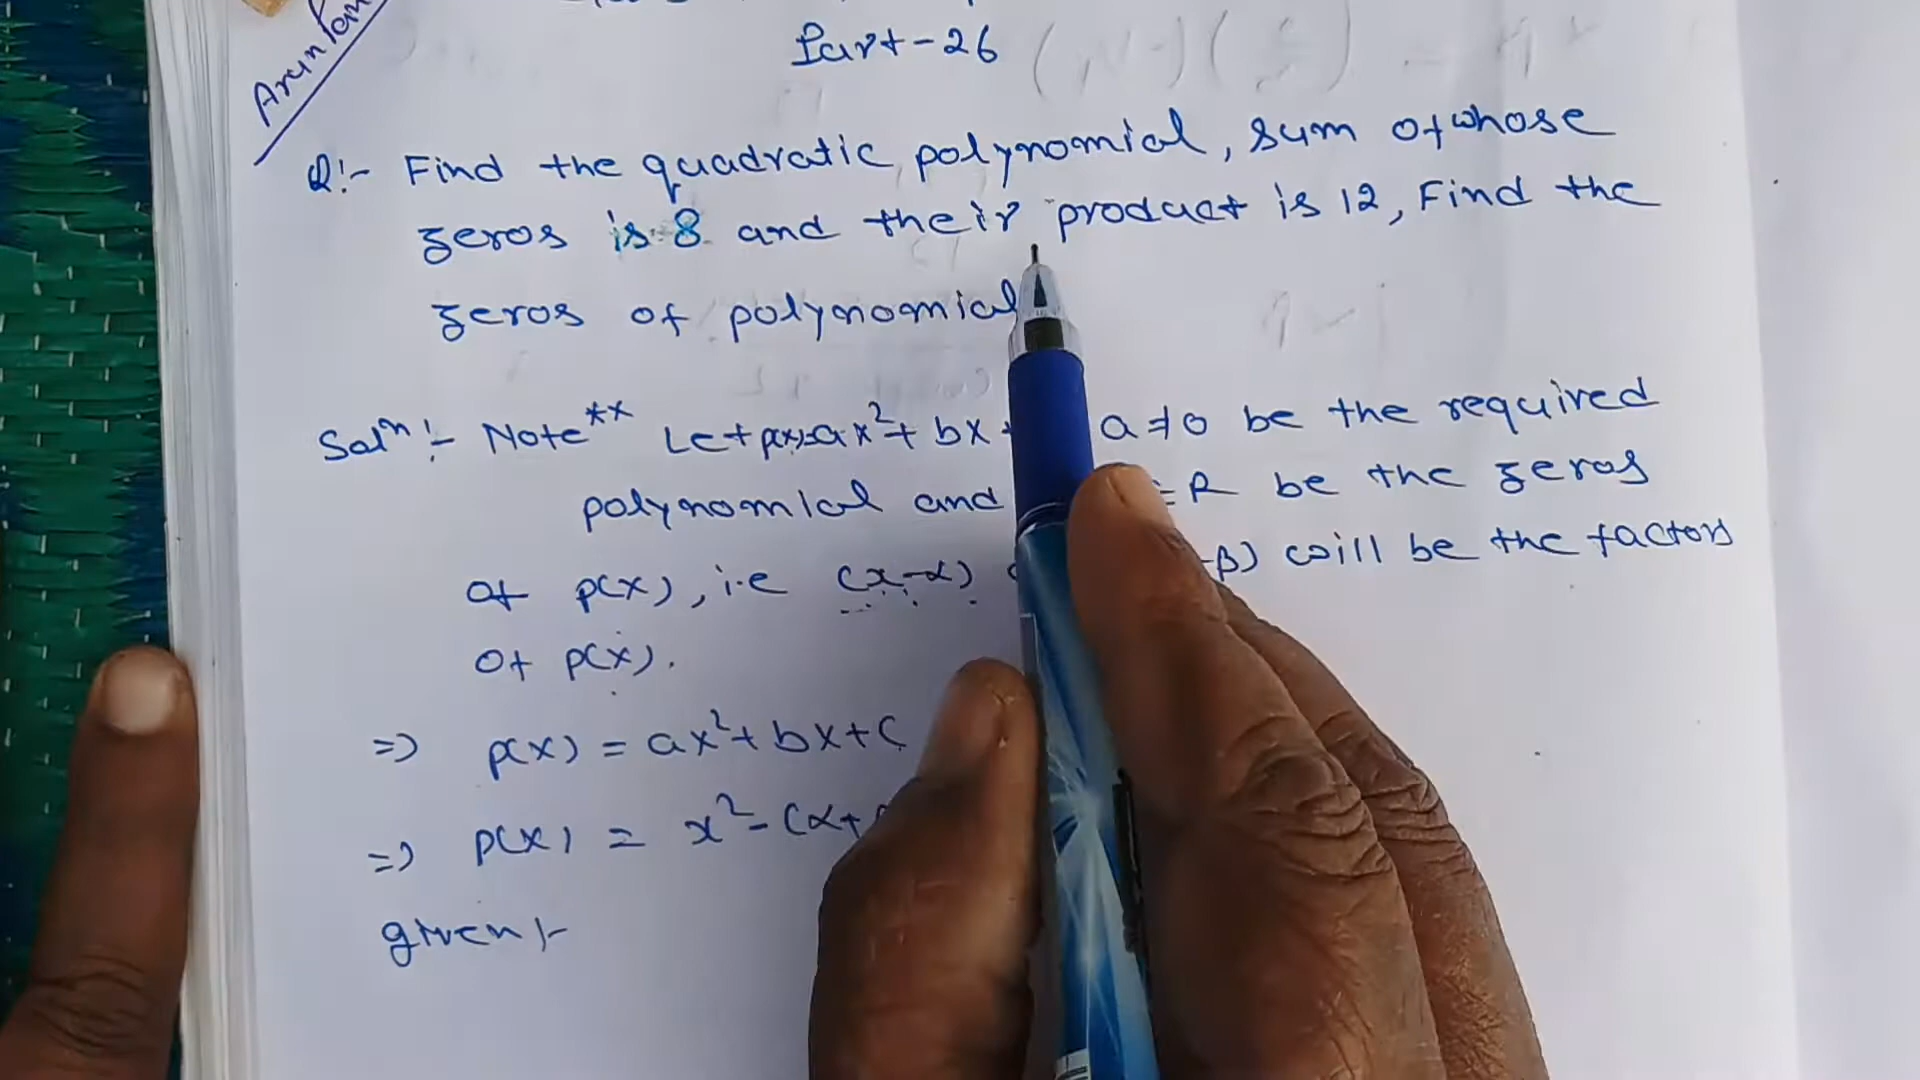 Part-26
Q:- Find the quadratic polynomial, sum of whose
zeros is 8 and their product is 12, Find the
zeros of polynomial
Solⁿ:- Note** Let p(x)=ax²+ bx+ a≠0 be the required
polynomial and R be the zeros
of p(x), i.e (x-α) -β) will be the factors
of p(x).
=> p(x) = ax²+ bx+c
=> p(x) = x²-(α+
given:-